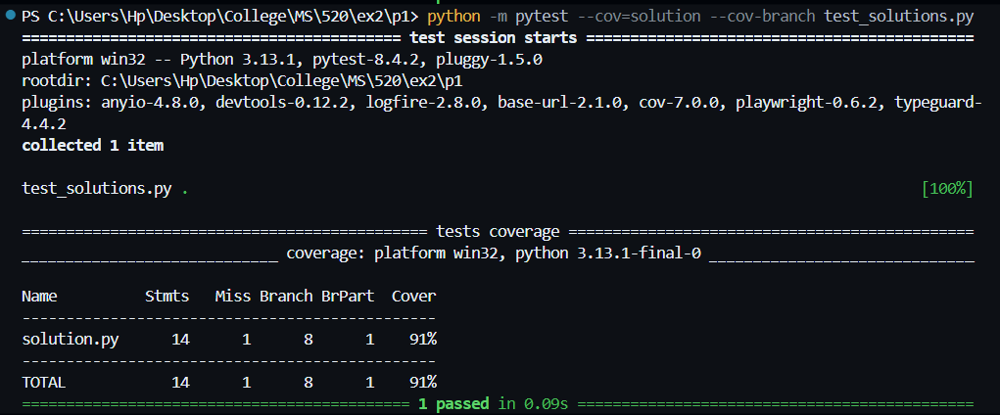 PS C:\Users\Hp\Desktop\College\MS\520\ex2\p1> python -m pytest --cov=solution --cov-branch test_solutions.py
=========================================== test session starts ============================================
platform win32 -- Python 3.13.1, pytest-8.4.2, pluggy-1.5.0
rootdir: C:\Users\Hp\Desktop\College\MS\520\ex2\p1
plugins: anyio-4.8.0, devtools-0.12.2, logfire-2.8.0, base-url-2.1.0, cov-7.0.0, playwright-0.6.2, typeguard-
4.4.2
collected 1 item
test_solutions.py . [100%]
============================================== tests coverage ==============================================
_____________________________ coverage: platform win32, python 3.13.1-final-0 ______________________________
Name Stmts Miss Branch BrPart Cover
-----------------------------------------------
solution.py 14 1 8 1 91%
-----------------------------------------------
TOTAL 14 1 8 1 91%
============================================ 1 passed in 0.09s =============================================